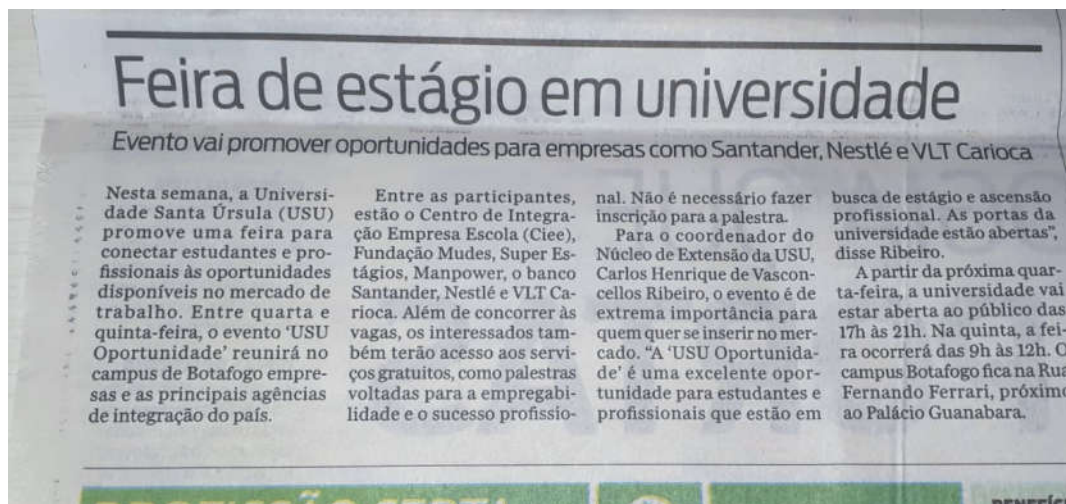 Feira de estágio em universidade
Evento vai promover oportunidades para empresas como Santander, Nestlé e VLT Carioca
Nesta semana, a Universi-
dade Santa Úrsula (USU)
promove uma feira para
conectar estudantes e pro-
fissionais às oportunidades
disponíveis no mercado de
trabalho. Entre quarta e
quinta-feira, o evento 'USU
Oportunidade' reunirá no
campus de Botafogo empre-
sas e as principais agências
de integração do país.
Entre as participantes,
estão o Centro de Integra-
ção Empresa Escola (Ciee),
Fundação Mudes, Super Es-
tágios, Manpower, o banco
Santander, Nestlé e VLT Ca-
rioca. Além de concorrer às
vagas, os interessados tam-
bém terão acesso aos servi-
ços gratuitos, como palestras
voltadas para a empregabi-
lidade e o sucesso profissio-
nal. Não é necessário fazer
inscrição para a palestra.
Para o coordenador do
Núcleo de Extensão da USU,
Carlos Henrique de Vascon-
cellos Ribeiro, o evento é de
extrema importância para
quem quer se inserir no mer-
cado. "A 'USU Oportunida-
de' é uma excelente opor-
tunidade para estudantes e
profissionais que estão em
busca de estágio e ascensão
profissional. As portas da
universidade estão abertas",
disse Ribeiro.
A partir da próxima quar-
ta-feira, a universidade vai
estar aberta ao público das
17h às 21h. Na quinta, a fei-
ra ocorrerá das 9h às 12h. O
campus Botafogo fica na Rua
Fernando Ferrari, próximo
ao Palácio Guanabara.